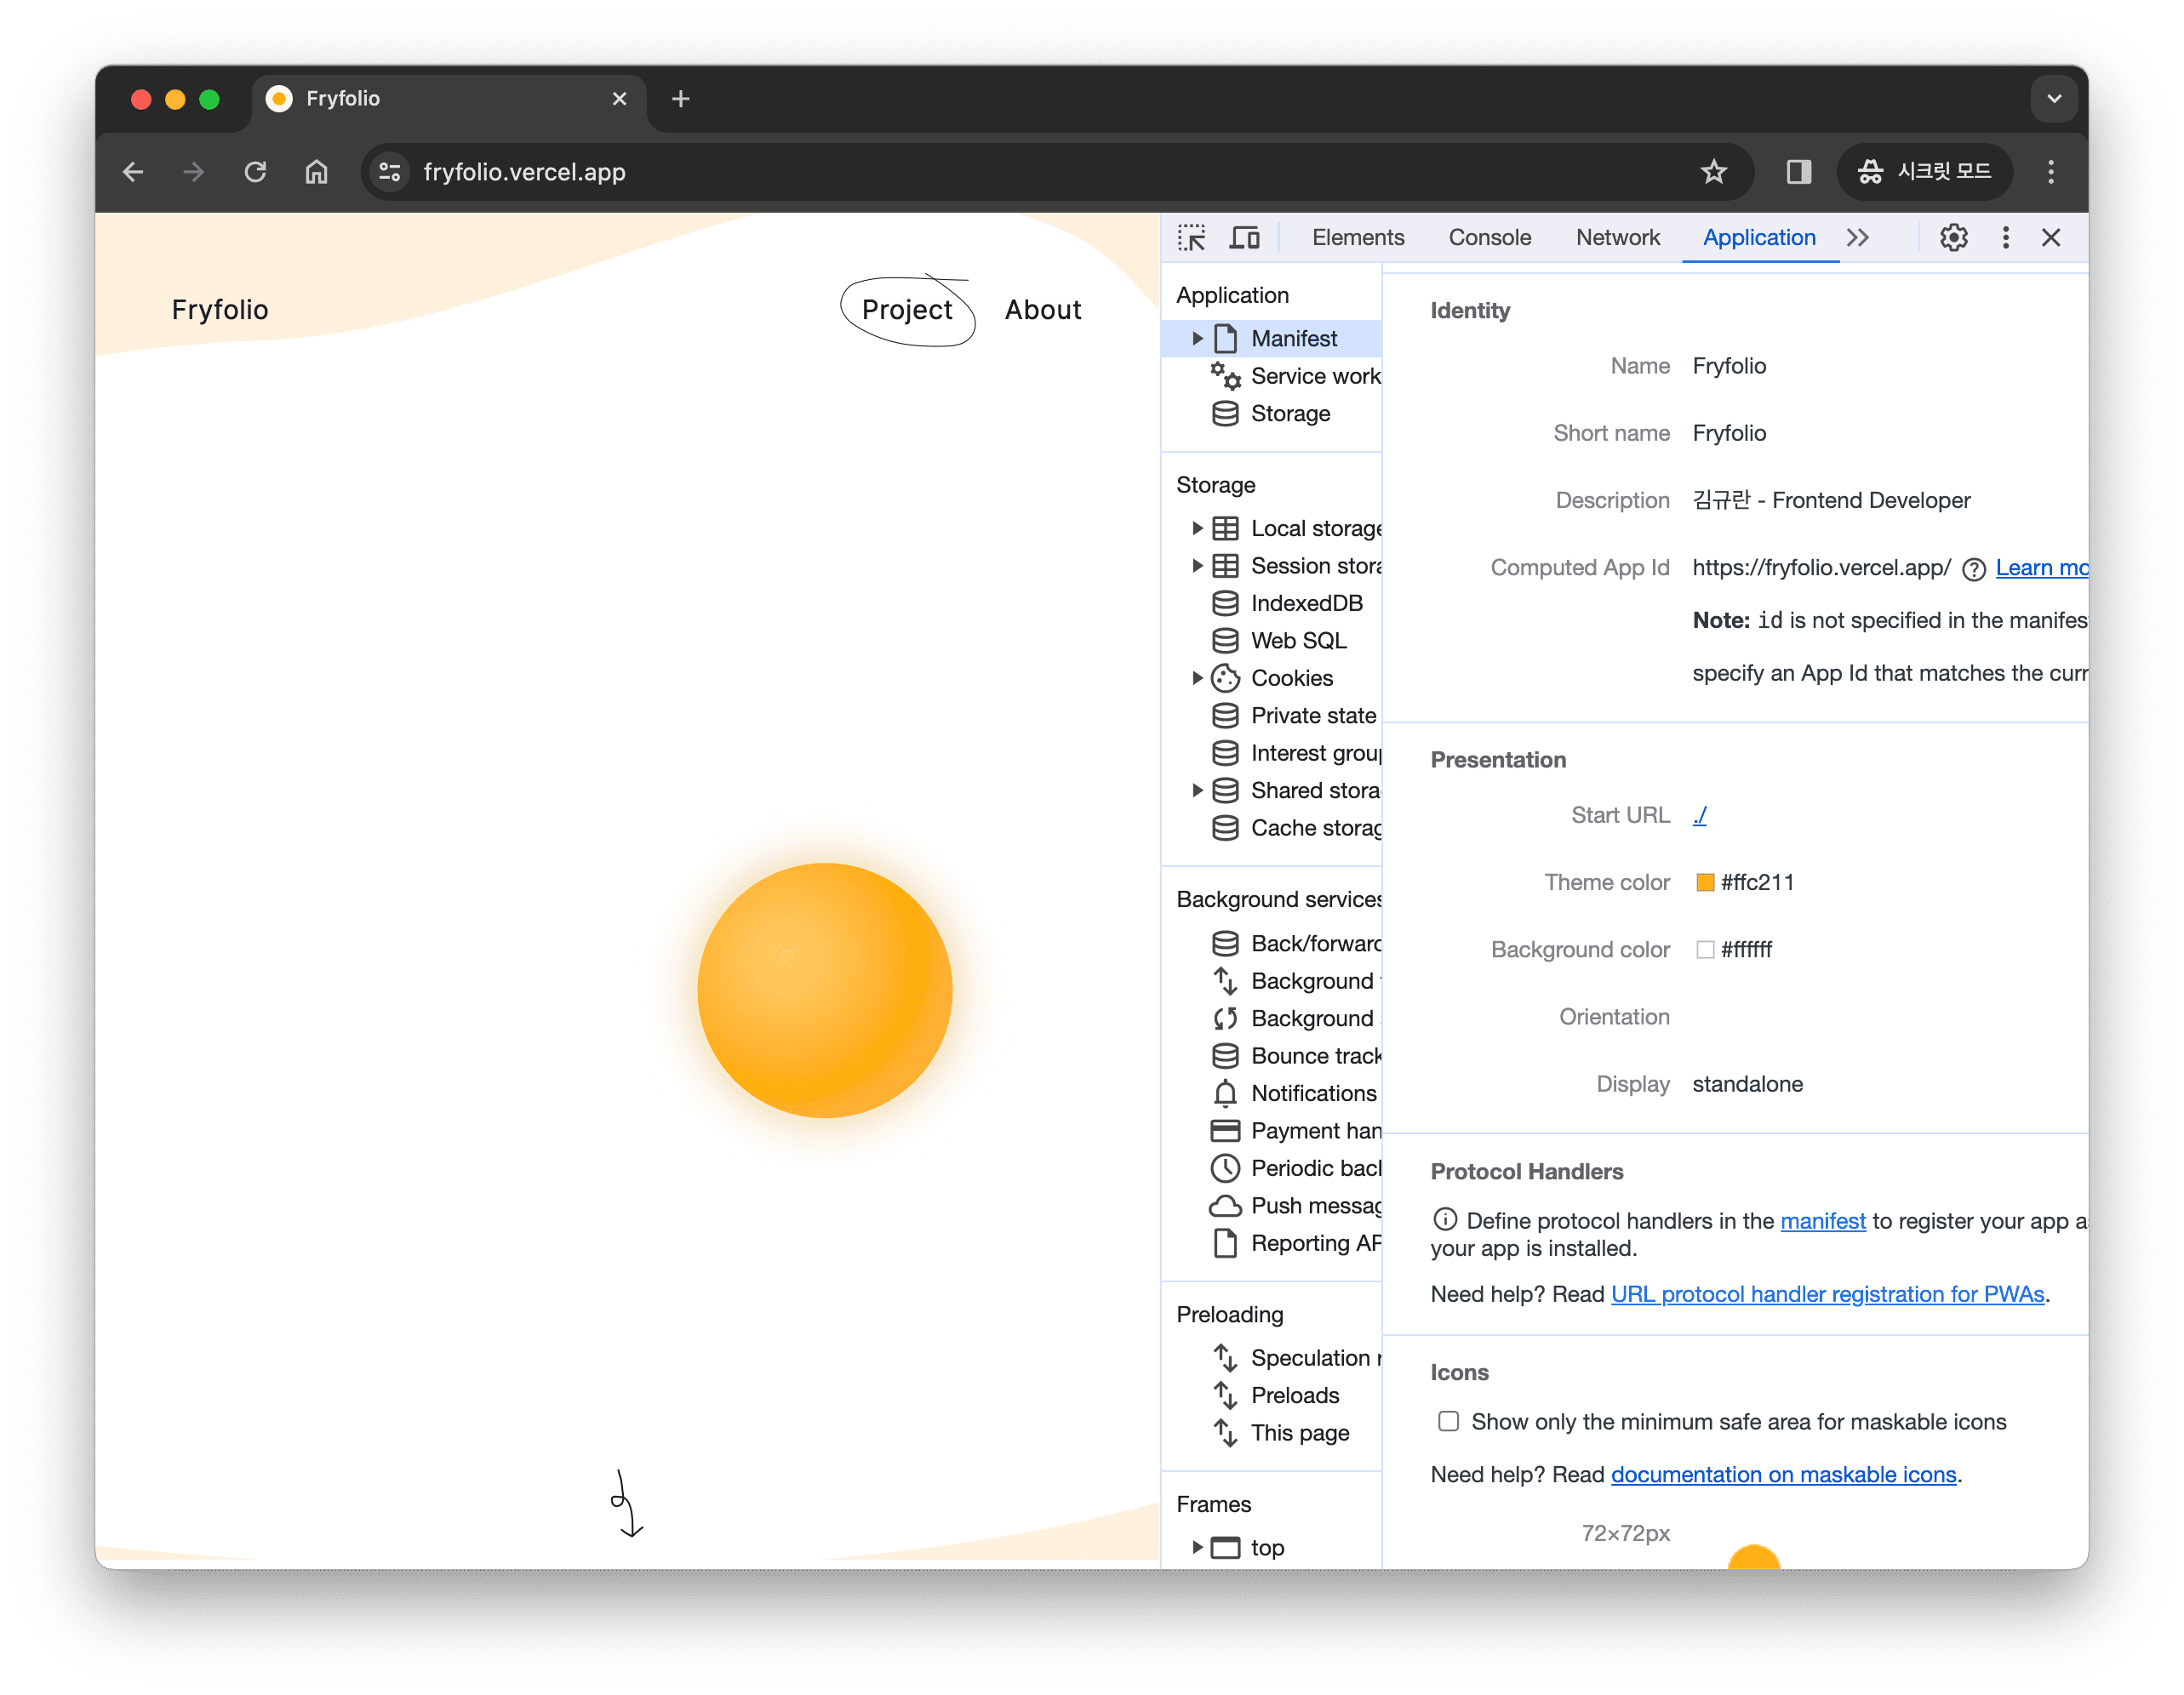 Fryfolio
fryfolio.vercel.app
시크릿 모드
Fryfolio
Project
About
Elements
Console
Network
Application
Application
Manifest
Service work
Storage
Storage
Local storage
Session stora
IndexedDB
Web SQL
Cookies
Private state
Interest group
Shared stora
Cache storag
Background services
Back/forward
Background
Background
Bounce track
Notifications
Payment han
Periodic back
Push messag
Reporting AP
Preloading
Speculation r
Preloads
This page
Frames
top
Identity
Name Fryfolio
Short name Fryfolio
Description 김규란 - Frontend Developer
Computed App Id https://fryfolio.vercel.app/ Learn mo
Note: id is not specified in the manifes
specify an App Id that matches the curr
Presentation
Start URL ./
Theme color #ffc211
Background color #ffffff
Orientation
Display standalone
Protocol Handlers
Define protocol handlers in the manifest to register your app a
your app is installed.
Need help? Read URL protocol handler registration for PWAs.
Icons
Show only the minimum safe area for maskable icons
Need help? Read documentation on maskable icons.
72×72px